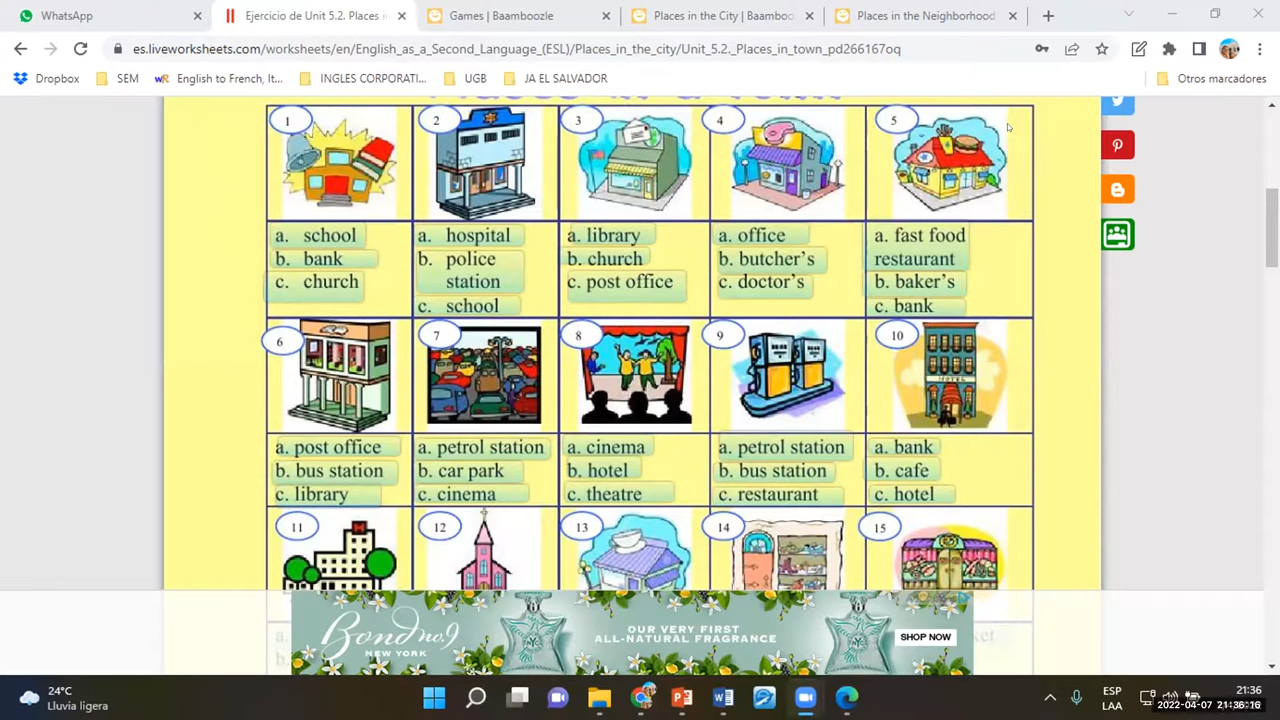 WhatsApp
Ejercicio de Unit 5.2. Places in
Games | Baamboozle
Places in the City | Baamboo
Places in the Neighborhood
es.liveworksheets.com/worksheets/en/English_as_a_Second_Language_(ESL)/Places_in_the_city/Unit_5.2._Places_in_town_pd266167oq
Dropbox
SEM
English to French, It...
INGLES CORPORATI...
UGB
JA EL SALVADOR
Otros marcadores
1
2
3
4
5
a. school
b. bank
c. church
a. hospital
b. police
station
c. school
a. library
b. church
c. post office
a. office
b. butcher's
c. doctor's
a. fast food
restaurant
b. baker's
c. bank
6
7
8
9
10
HOTEL
a. post office
b. bus station
c. library
a. petrol station
b. car park
c. cinema
a. cinema
b. hotel
c. theatre
a. petrol station
b. bus station
c. restaurant
a. bank
b. cafe
c. hotel
11
12
13
14
15
H
Bond no.9
NEW YORK
OUR VERY FIRST
ALL-NATURAL FRAGRANCE
SHOP NOW
24°C
Lluvia ligera
ESP
LAA
21:36
2022-04-07 21:36:16